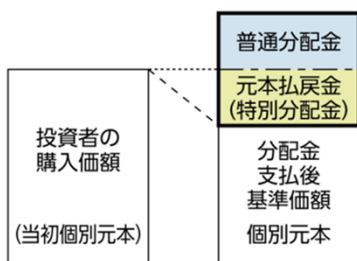 普通分配金
元本払戻金
(特別分配金)
投資者の
購入価額
(当初個別元本)
分配金
支払後
基準価額
個別元本